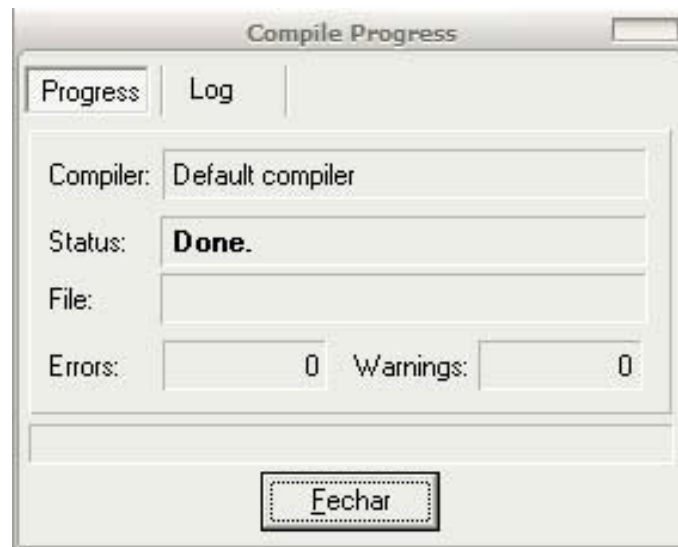 Compile Progress
Progress Log
Compiler: Default compiler
Status: Done.
File:
Errors: 0 Warnings: 0
Fechar